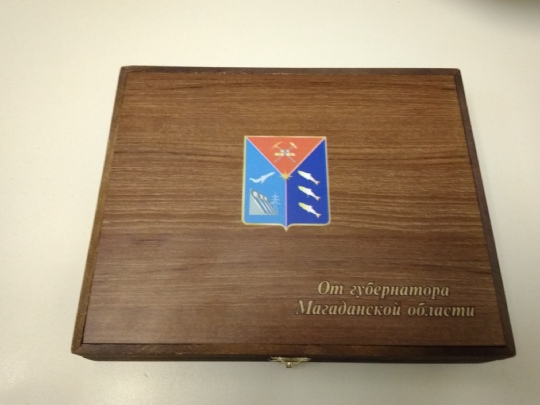 От губернатора
Магаданской области